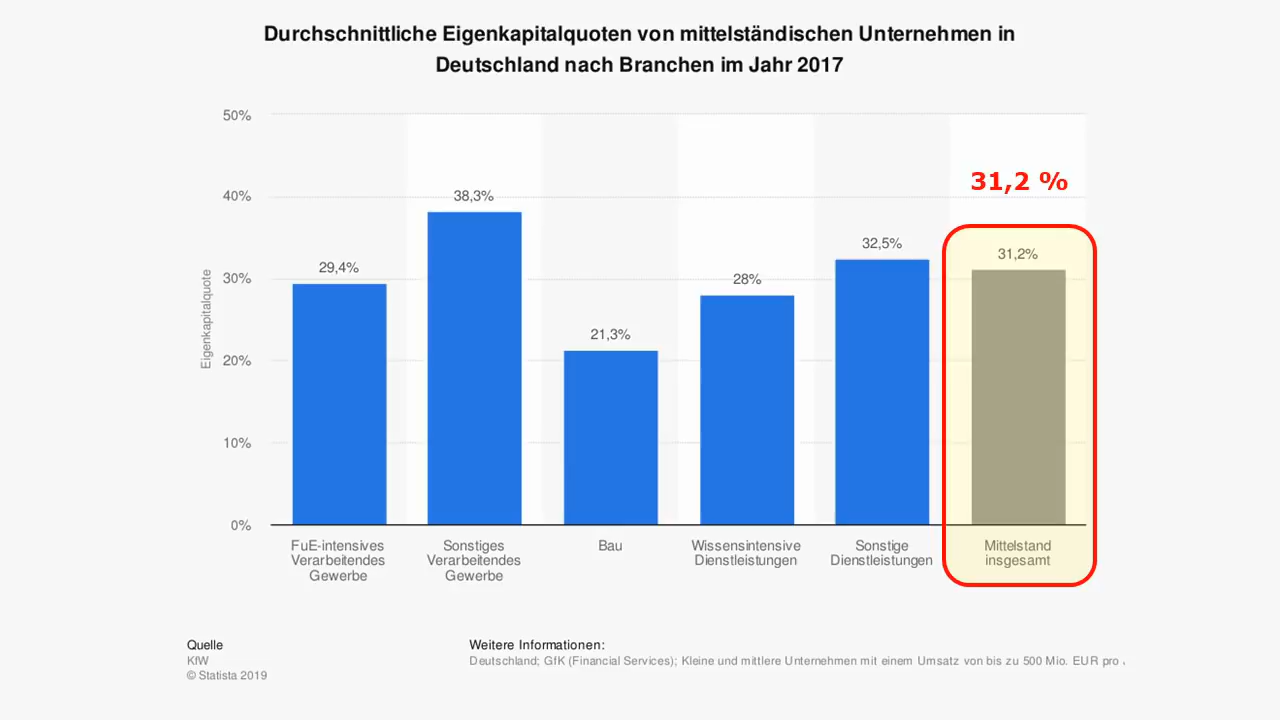 Durchschnittliche Eigenkapitalquoten von mittelständischen Unternehmen in
Deutschland nach Branchen im Jahr 2017
50%
40%
30%
20%
10%
0%
Eigenkapitalquote
29,4%
38,3%
21,3%
28%
32,5%
31,2 %
31,2%
FuE-intensives
Verarbeitendes
Gewerbe
Sonstiges
Verarbeitendes
Gewerbe
Bau
Wissensintensive
Dienstleistungen
Sonstige
Dienstleistungen
Mittelstand
insgesamt
Quelle
KfW
© Statista 2019
Weitere Informationen:
Deutschland; GfK (Financial Services); Kleine und mittlere Unternehmen mit einem Umsatz von bis zu 500 Mio. EUR pro